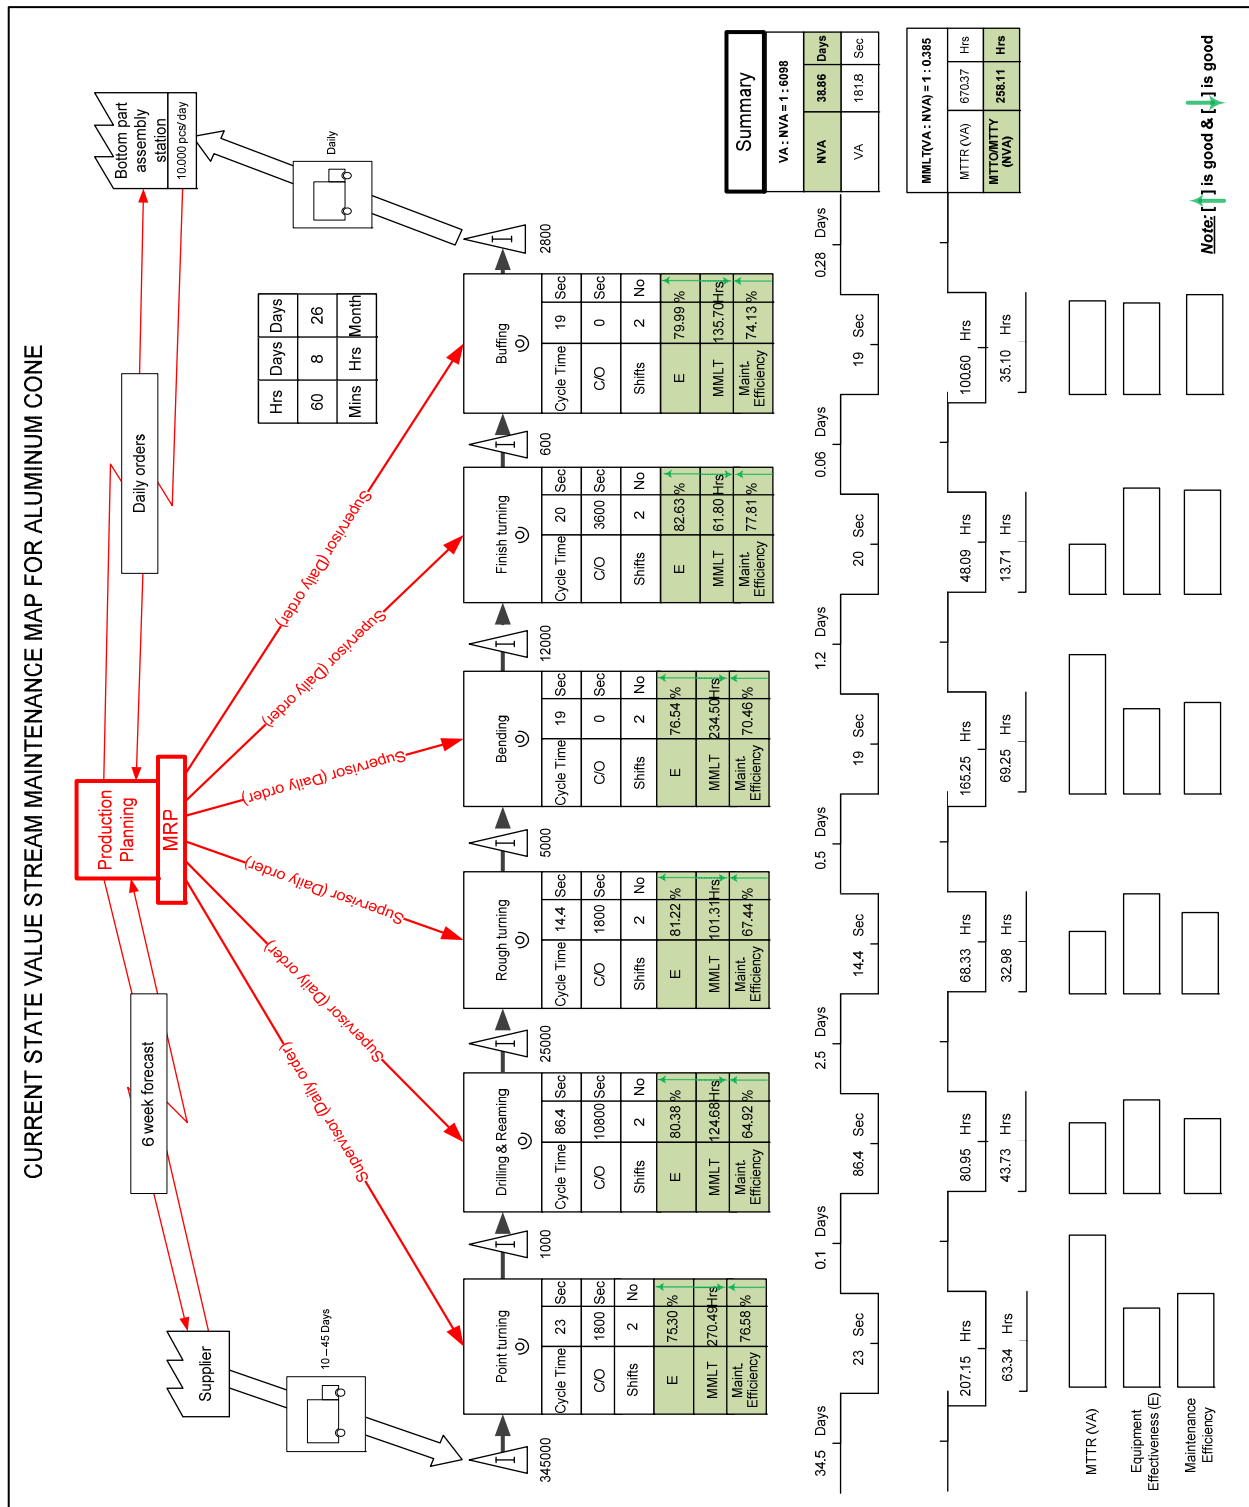 CURRENT STATE VALUE STREAM MAINTENANCE MAP FOR ALUMINUM CONE
Supplier
6 week forecast
Production
Planning
MRP
Daily orders
Bottom part
assembly
station
10.000 pcs/day
10 – 45 Days
Daily
Hrs Days Days
60 8 26
Mins Hrs Month
Supervisor (Daily order)
Supervisor (Daily order)
Supervisor (Daily order)
Supervisor (Daily order)
Supervisor (Daily order)
Supervisor (Daily order)
345000
I
Point turning
Cycle Time 23 Sec
C/O 1800 Sec
Shifts 2 No
E 75.30 %
MMLT 270.49Hrs
Maint.
Efficiency 76.58 %
1000
I
Drilling & Reaming
Cycle Time 86.4 Sec
C/O 10800 Sec
Shifts 2 No
E 80.38 %
MMLT 124.68Hrs
Maint.
Efficiency 64.92 %
25000
I
Rough turning
Cycle Time 14.4 Sec
C/O 1800 Sec
Shifts 2 No
E 81.22 %
MMLT 101.31Hrs
Maint.
Efficiency 67.44 %
5000
I
Bending
Cycle Time 19 Sec
C/O 0 Sec
Shifts 2 No
E 76.54 %
MMLT 234.50Hrs
Maint.
Efficiency 70.46 %
12000
I
Finish turning
Cycle Time 20 Sec
C/O 3600 Sec
Shifts 2 No
E 82.63 %
MMLT 61.80 Hrs
Maint.
Efficiency 77.81 %
600
I
Buffing
Cycle Time 19 Sec
C/O 0 Sec
Shifts 2 No
E 79.99 %
MMLT 135.70Hrs
Maint.
Efficiency 74.13 %
2800
I
34.5 Days
23 Sec
0.1 Days
86.4 Sec
2.5 Days
14.4 Sec
0.5 Days
19 Sec
1.2 Days
20 Sec
0.06 Days
19 Sec
0.28 Days
Summary
VA : NVA = 1 : 6098
NVA 38.86 Days
VA 181.8 Sec
207.15 Hrs
63.34 Hrs
80.95 Hrs
43.73 Hrs
68.33 Hrs
32.98 Hrs
165.25 Hrs
69.25 Hrs
48.09 Hrs
13.71 Hrs
100.60 Hrs
35.10 Hrs
MMLT(VA : NVA) = 1 : 0.385
MTTR (VA) 670.37 Hrs
MTTO/MTTY
(NVA) 258.11 Hrs
MTTR (VA)
Equipment
Effectiveness (E)
Maintenance
Efficiency
Note: [ ] is good & [ ] is good